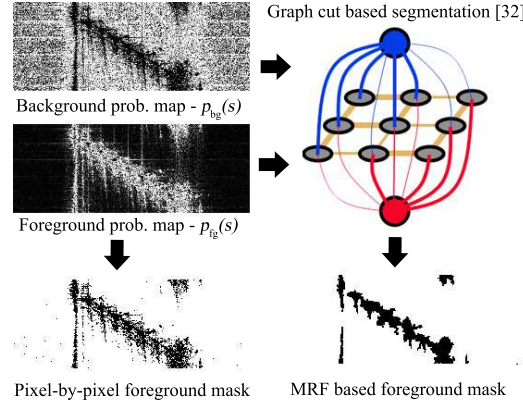 Graph cut based segmentation [32]
Background prob. map - p_bg(s)
Foreground prob. map - p_fg(s)
Pixel-by-pixel foreground mask
MRF based foreground mask